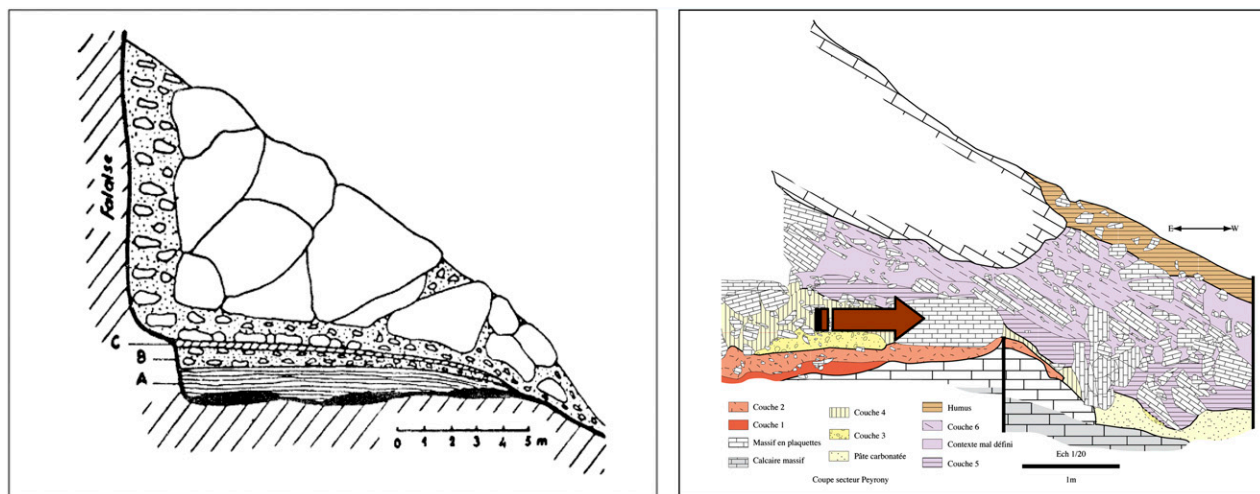 Falaise
C
B
A
0 1 2 3 4 5 m
E W
Couche 2
Couche 1
Massif en plaquettes
Calcaire massif
Couche 4
Couche 3
Pâte carbonatée
Humus
Couche 6
Contexte mal défini
Couche 5
Coupe secteur Peyrony
Ech 1/20
1m